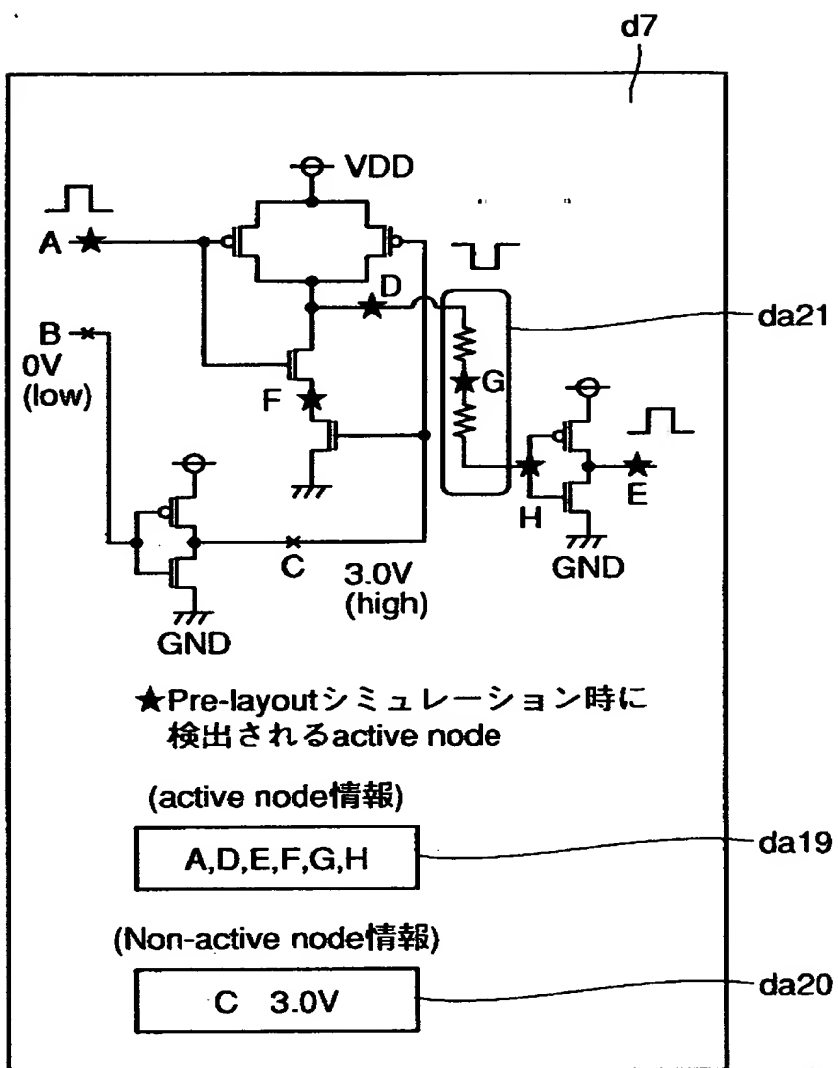 d7
VDD
A
D
da21
B
0V
(low)
G
F
E
H
C
3.0V
(high)
GND
GND
★Pre-layoutシミュレーション時に
検出されるactive node
(active node情報)
A,D,E,F,G,H
da19
(Non-active node情報)
C 3.0V
da20